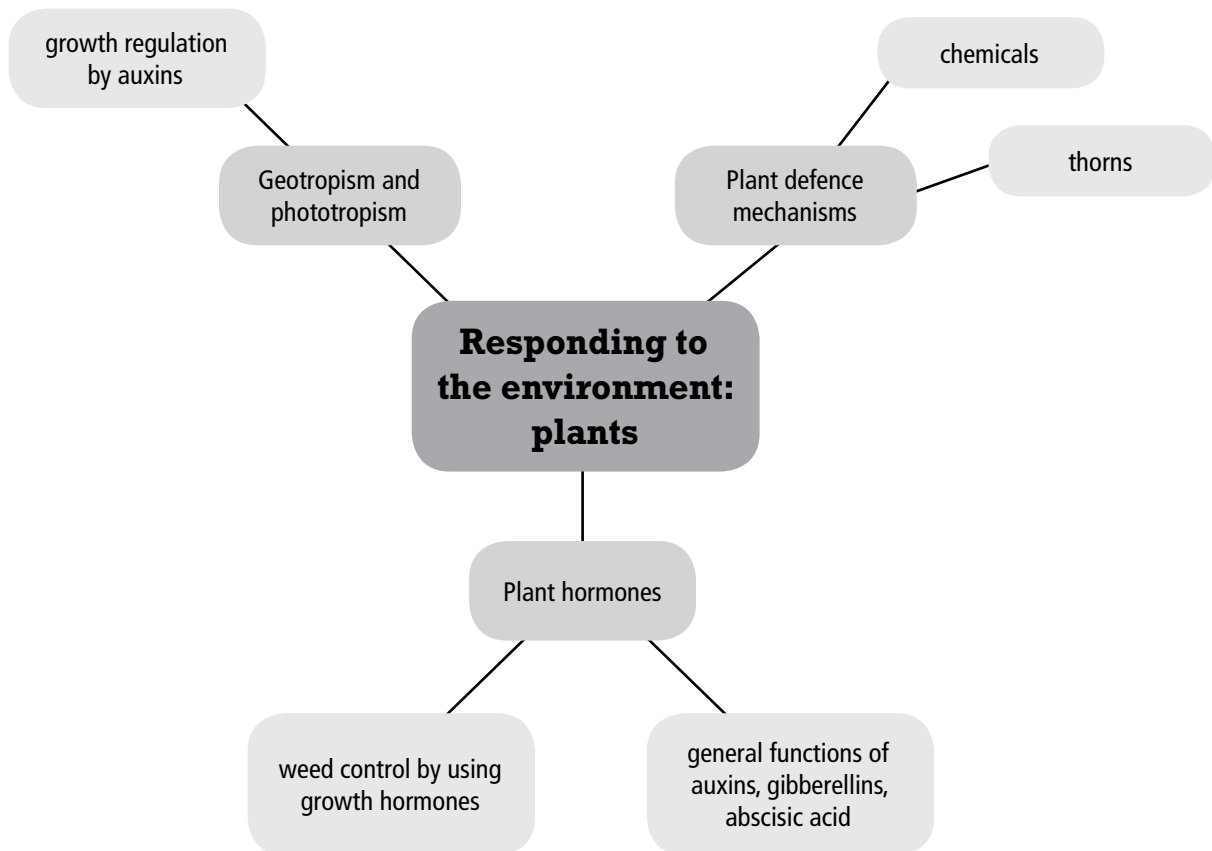 growth regulation
by auxins
chemicals
thorns
Geotropism and
phototropism
Plant defence
mechanisms
Responding to
the environment:
plants
Plant hormones
weed control by using
growth hormones
general functions of
auxins, gibberellins,
abscisic acid